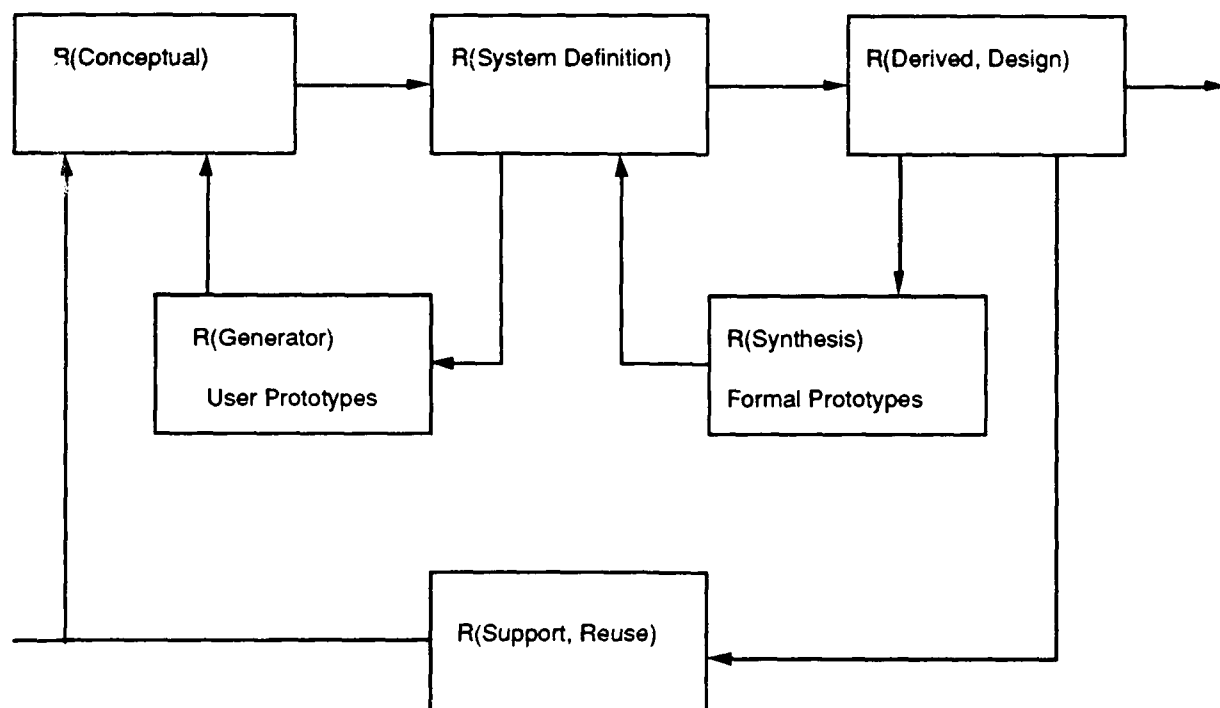 R(Conceptual)
R(System Definition)
R(Derived, Design)
R(Generator)
User Prototypes
R(Synthesis)
Formal Prototypes
R(Support, Reuse)